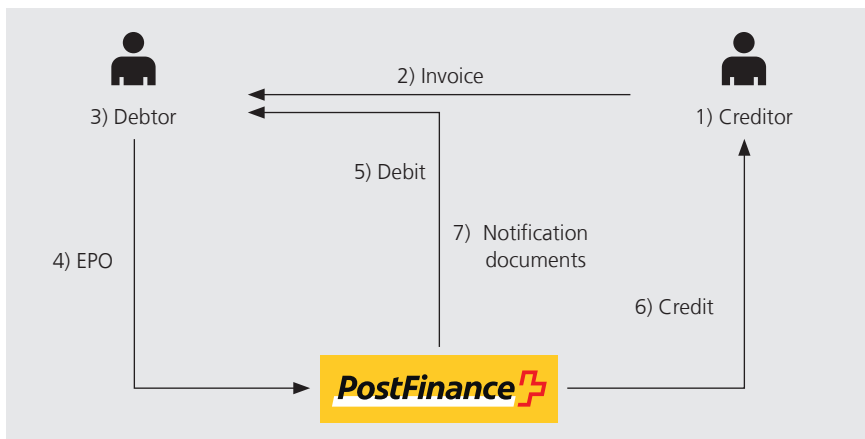 2) Invoice
3) Debtor
1) Creditor
5) Debit
7) Notification
documents
4) EPO
6) Credit
PostFinance